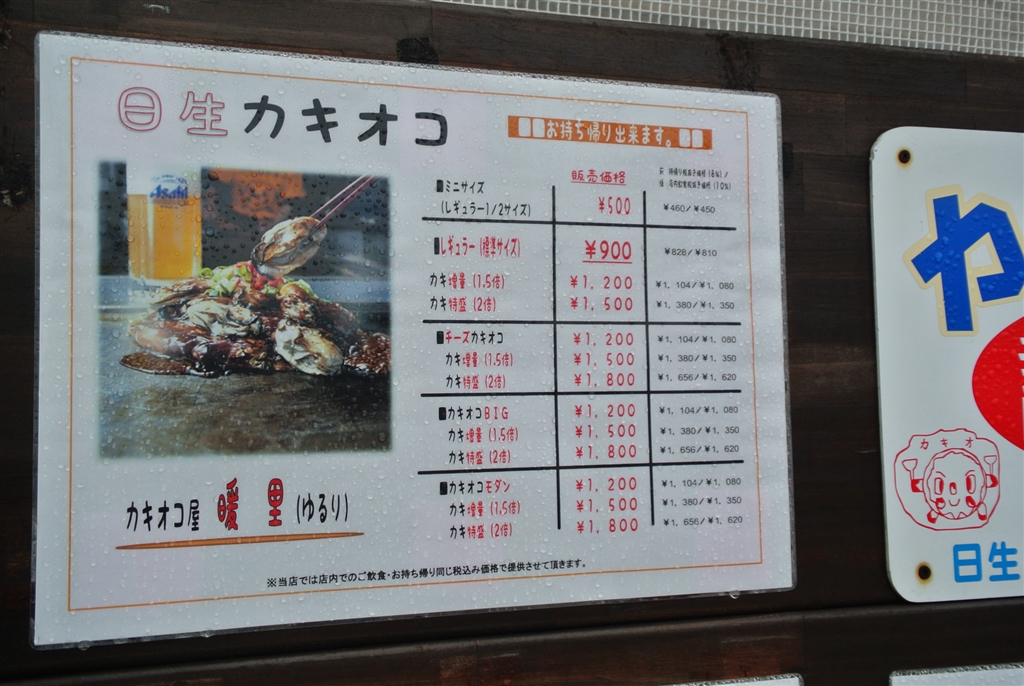 日生カキオコ
お持ち帰り出来ます。
Asahi
販売価格
■ミニサイズ
(レギュラー1/2サイズ) ¥500 ¥460/¥450
■レギュラー(標準サイズ) ¥900 ¥828/¥810
カキ増量(1.5倍) ¥1,200 ¥1,104/¥1,080
カキ特盛(2倍) ¥1,500 ¥1,380/¥1,350
■チーズカキオコ ¥1,200 ¥1,104/¥1,080
カキ増量(1.5倍) ¥1,500 ¥1,380/¥1,350
カキ特盛(2倍) ¥1,800 ¥1,656/¥1,620
■カキオコBIG ¥1,200 ¥1,104/¥1,080
カキ増量(1.5倍) ¥1,500 ¥1,380/¥1,350
カキ特盛(2倍) ¥1,800 ¥1,656/¥1,620
■カキオコモダン ¥1,200 ¥1,104/¥1,080
カキ増量(1.5倍) ¥1,500 ¥1,380/¥1,350
カキ特盛(2倍) ¥1,800 ¥1,656/¥1,620
カキオコ屋 暖里(ゆるり)
※当店では店内でのご飲食・お持ち帰り同じ税込み価格で提供させて頂きます。
か
カキオ
日生